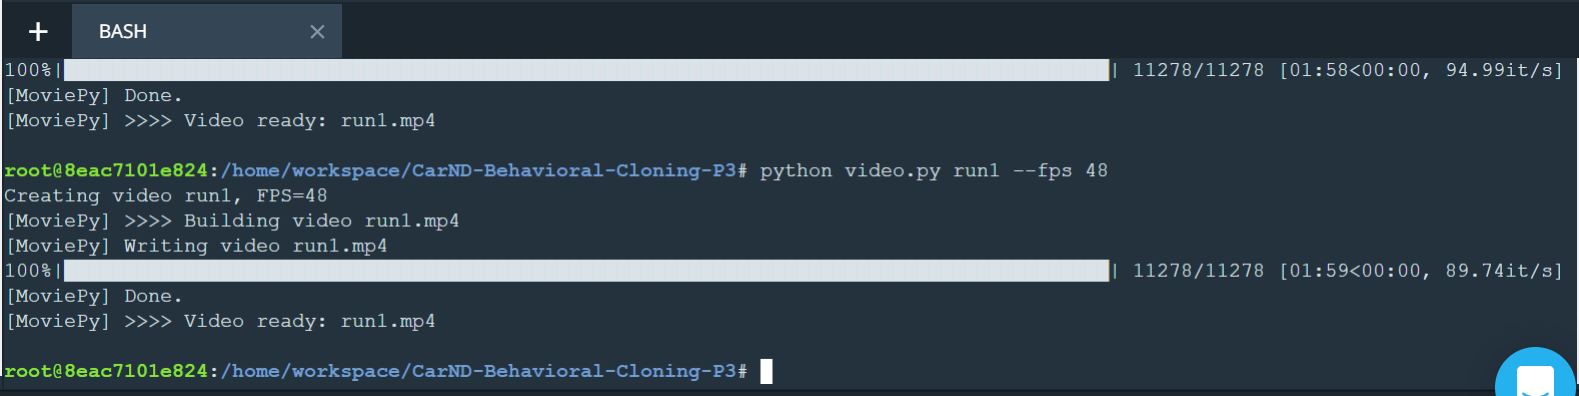 + BASH ×
100%|██████████| 11278/11278 [01:58<00:00, 94.99it/s]
[MoviePy] Done.
[MoviePy] >>>> Video ready: run1.mp4
root@8eac7101e824:/home/workspace/CarND-Behavioral-Cloning-P3# python video.py run1 --fps 48
Creating video run1, FPS=48
[MoviePy] >>>> Building video run1.mp4
[MoviePy] Writing video run1.mp4
100%|██████████| 11278/11278 [01:59<00:00, 89.74it/s]
[MoviePy] Done.
[MoviePy] >>>> Video ready: run1.mp4
root@8eac7101e824:/home/workspace/CarND-Behavioral-Cloning-P3#